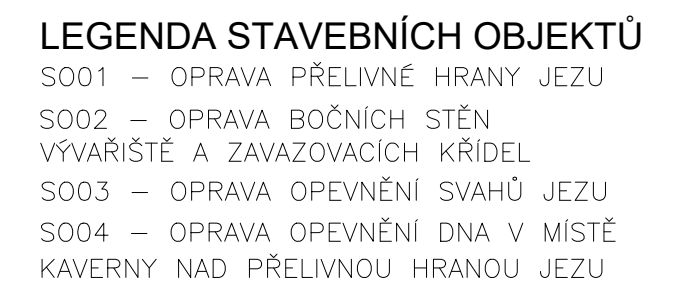 LEGENDA STAVEBNÍCH OBJEKTŮ
SO01 – OPRAVA PŘELIVNÉ HRANY JEZU
SO02 – OPRAVA BOČNÍCH STĚN
VÝVAŘIŠTĚ A ZAVAZOVACÍCH KŘÍDEL
SO03 – OPRAVA OPEVNĚNÍ SVAHŮ JEZU
SO04 – OPRAVA OPEVNĚNÍ DNA V MÍSTĚ
KAVERNY NAD PŘELIVNOU HRANOU JEZU